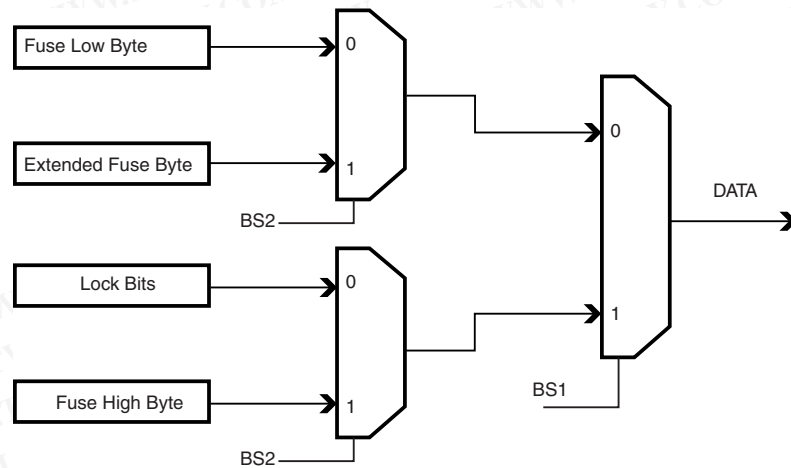 Fuse Low Byte
0
Extended Fuse Byte
1
BS2
0
DATA
Lock Bits
0
1
Fuse High Byte
1
BS1
BS2